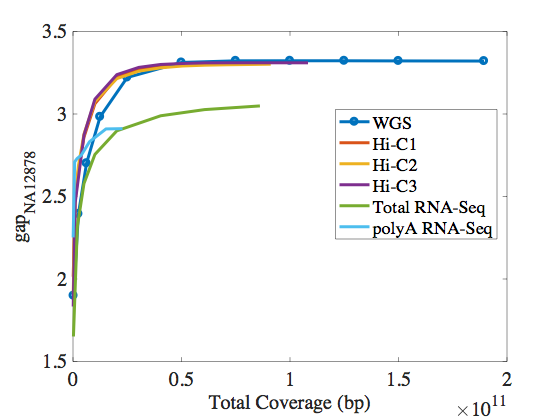 3.5
3
2.5
2
1.5
gap_NA12878
WGS
Hi-C1
Hi-C2
Hi-C3
Total RNA-Seq
polyA RNA-Seq
0 0.5 1 1.5 2
Total Coverage (bp)
×10^11